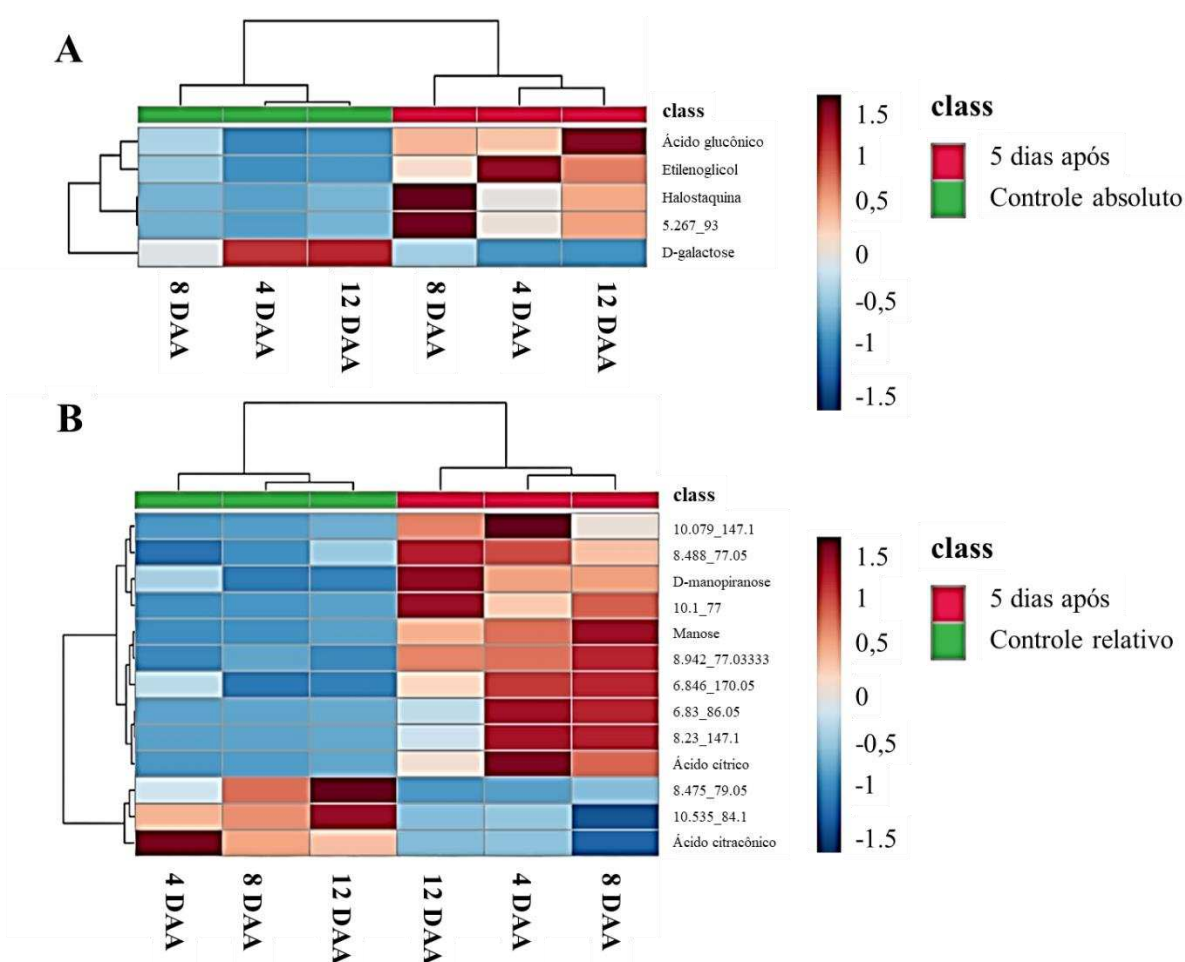 A
class
Ácido glucônico
Etilenoglicol
Halostaquina
5.267_93
D-galactose
8 DAA
4 DAA
12 DAA
8 DAA
4 DAA
12 DAA
1.5
1
0,5
0
-0,5
-1
-1.5
class
5 dias após
Controle absoluto
B
class
10.079_147.1
8.488_77.05
D-manopiranose
10.1_77
Manose
8.942_77.03333
6.846_170.05
6.83_86.05
8.23_147.1
Ácido cítrico
8.475_79.05
10.535_84.1
Ácido citracônico
4 DAA
8 DAA
12 DAA
12 DAA
4 DAA
8 DAA
1.5
1
0,5
0
-0,5
-1
-1.5
class
5 dias após
Controle relativo